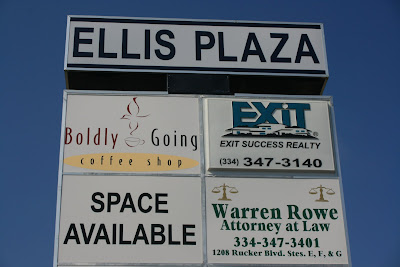 ELLIS PLAZA
Boldly Going
coffee shop
EXiT
EXIT SUCCESS REALTY
(334) 347-3140
SPACE
AVAILABLE
Warren Rowe
Attorney at Law
334-347-3401
1208 Rucker Blvd. Stes. E, F, & G